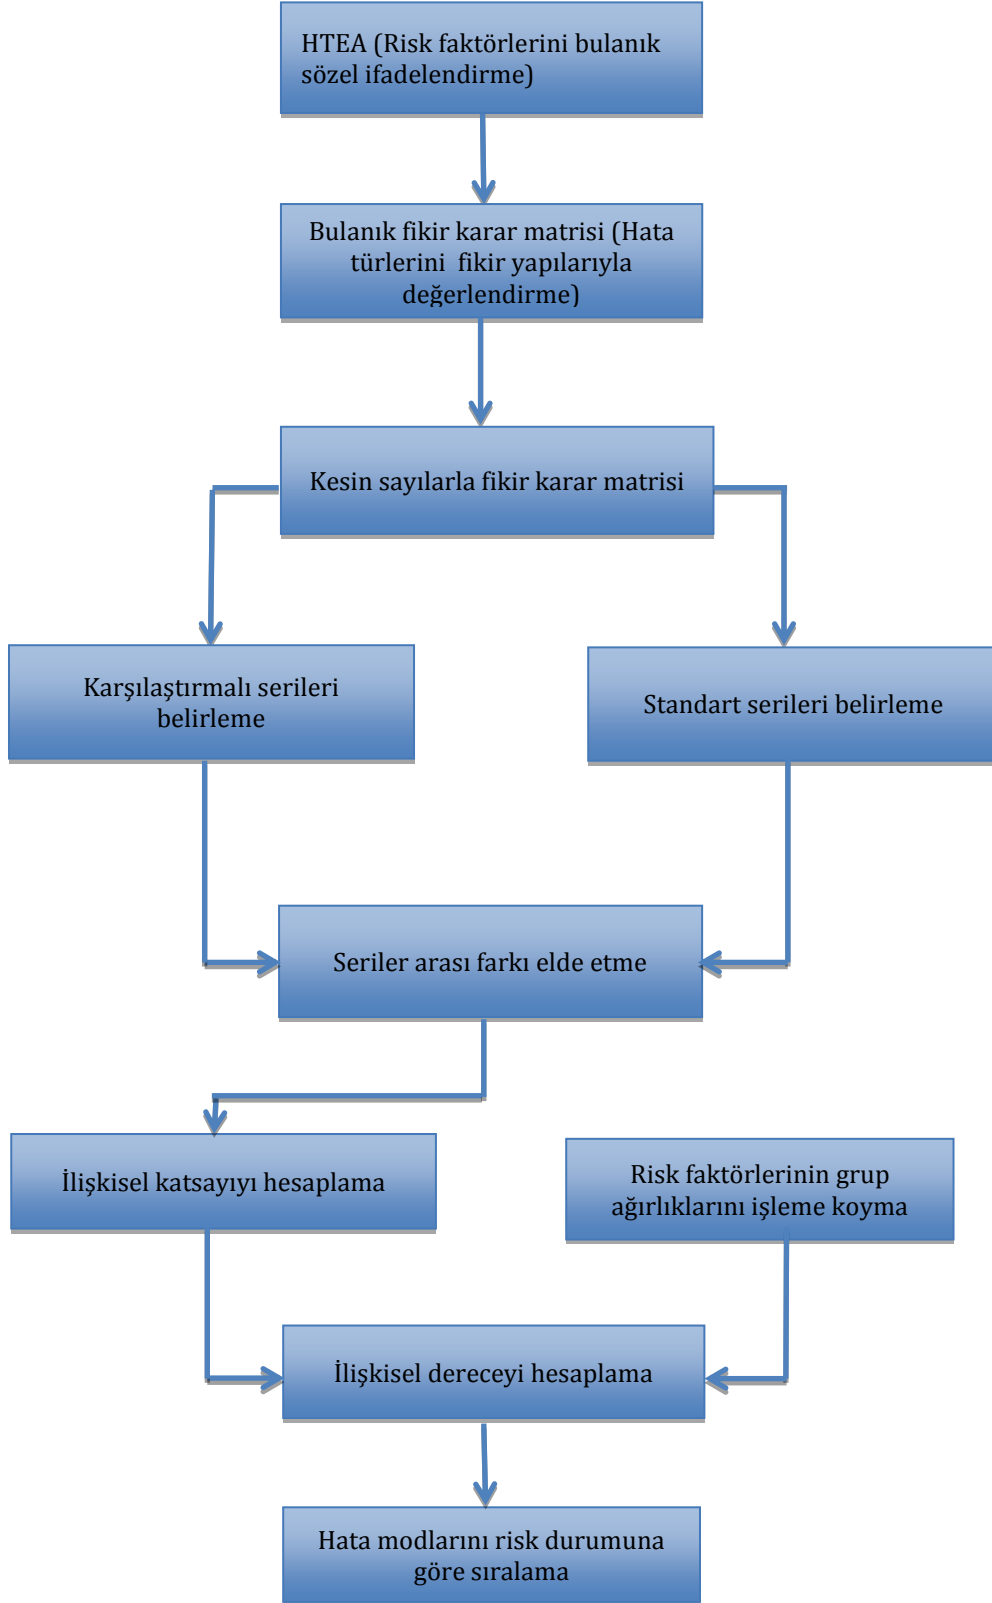 HTEA (Risk faktörlerini bulanık
sözel ifadelendirme)
Bulanık fikir karar matrisi (Hata
türlerini fikir yapılarıyla
değerlendirme)
Kesin sayılarla fikir karar matrisi
Karşılaştırmalı serileri
belirleme
Standart serileri belirleme
Seriler arası farkı elde etme
İlişkisel katsayıyı hesaplama
Risk faktörlerinin grup
ağırlıklarını işleme koyma
İlişkisel dereceyi hesaplama
Hata modlarını risk durumuna
göre sıralama